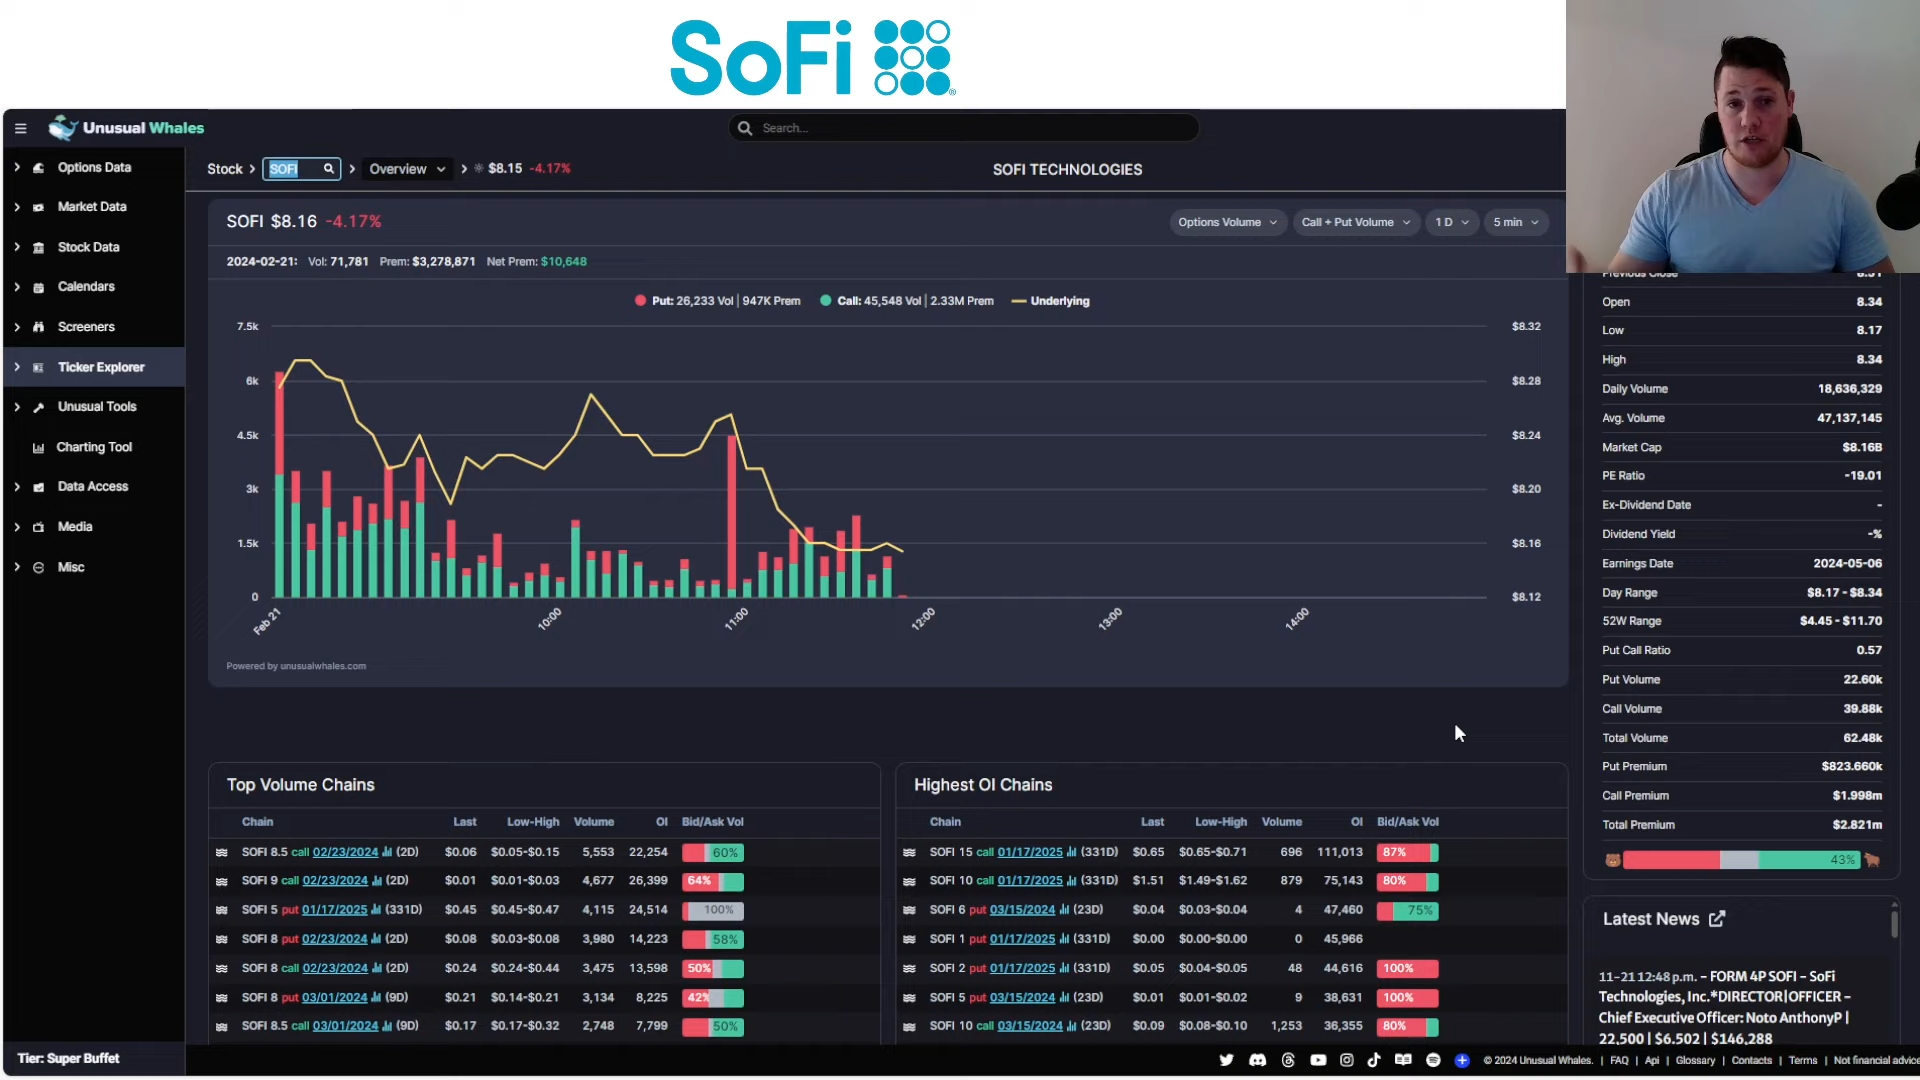 SoFi
Unusual Whales
Search...
Options Data
Market Data
Stock Data
Calendars
Screeners
Ticker Explorer
Unusual Tools
Charting Tool
Data Access
Media
Misc
Tier: Super Buffet
Stock > SOFI > Overview > $8.15 -4.17%
SOFI TECHNOLOGIES
SOFI $8.16 -4.17%
Options Volume
Call + Put Volume
1 D
5 min
2024-02-21: Vol: 71,781 Prem: $3,278,871 Net Prem: $10,648
Put: 26,233 Vol | 947K Prem Call: 45,548 Vol | 2.33M Prem Underlying
7.5k
6k
4.5k
3k
1.5k
0
$8.32
$8.28
$8.24
$8.20
$8.16
$8.12
Feb 21
10:00
11:00
12:00
13:00
14:00
Powered by unusualwhales.com
Top Volume Chains
Chain Last Low-High Volume OI Bid/Ask Vol
SOFI 8.5 call 02/23/2024 (2D) $0.06 $0.05-$0.15 5,553 22,254 60%
SOFI 9 call 02/23/2024 (2D) $0.01 $0.01-$0.03 4,677 26,399 64%
SOFI 5 put 01/17/2025 (331D) $0.45 $0.45-$0.47 4,115 24,514 100%
SOFI 8 put 02/23/2024 (2D) $0.08 $0.03-$0.08 3,980 14,223 58%
SOFI 8 call 02/23/2024 (2D) $0.24 $0.24-$0.44 3,475 13,598 50%
SOFI 8 put 03/01/2024 (9D) $0.21 $0.14-$0.21 3,134 8,225 42%
SOFI 8.5 call 03/01/2024 (9D) $0.17 $0.17-$0.32 2,748 7,799 50%
Highest OI Chains
Chain Last Low-High Volume OI Bid/Ask Vol
SOFI 15 call 01/17/2025 (331D) $0.65 $0.65-$0.71 696 111,013 87%
SOFI 10 call 01/17/2025 (331D) $1.51 $1.49-$1.62 879 75,143 80%
SOFI 6 put 03/15/2024 (23D) $0.04 $0.03-$0.04 4 47,460 75%
SOFI 1 put 01/17/2025 (331D) $0.00 $0.00-$0.00 0 45,966
SOFI 2 put 01/17/2025 (331D) $0.05 $0.04-$0.05 48 44,616 100%
SOFI 5 put 03/15/2024 (23D) $0.01 $0.01-$0.02 9 38,631 100%
SOFI 10 call 03/15/2024 (23D) $0.09 $0.08-$0.10 1,253 36,355 80%
Previous Close 8.51
Open 8.34
Low 8.17
High 8.34
Daily Volume 18,636,329
Avg. Volume 47,137,145
Market Cap $8.16B
PE Ratio -19.01
Ex-Dividend Date -
Dividend Yield -%
Earnings Date 2024-05-06
Day Range $8.17 - $8.34
52W Range $4.45 - $11.70
Put Call Ratio 0.57
Put Volume 22.60k
Call Volume 39.88k
Total Volume 62.48k
Put Premium $823.660k
Call Premium $1.998m
Total Premium $2.821m
43%
Latest News
11-21 12:48 p.m. - FORM 4P SOFI - SoFi
Technologies, Inc.*DIRECTOR|OFFICER -
Chief Executive Officer: Noto AnthonyP |
22,500 | $6.502 | $146,288
© 2024 Unusual Whales. | FAQ | Api | Glossary | Contacts | Terms | Not financial advice